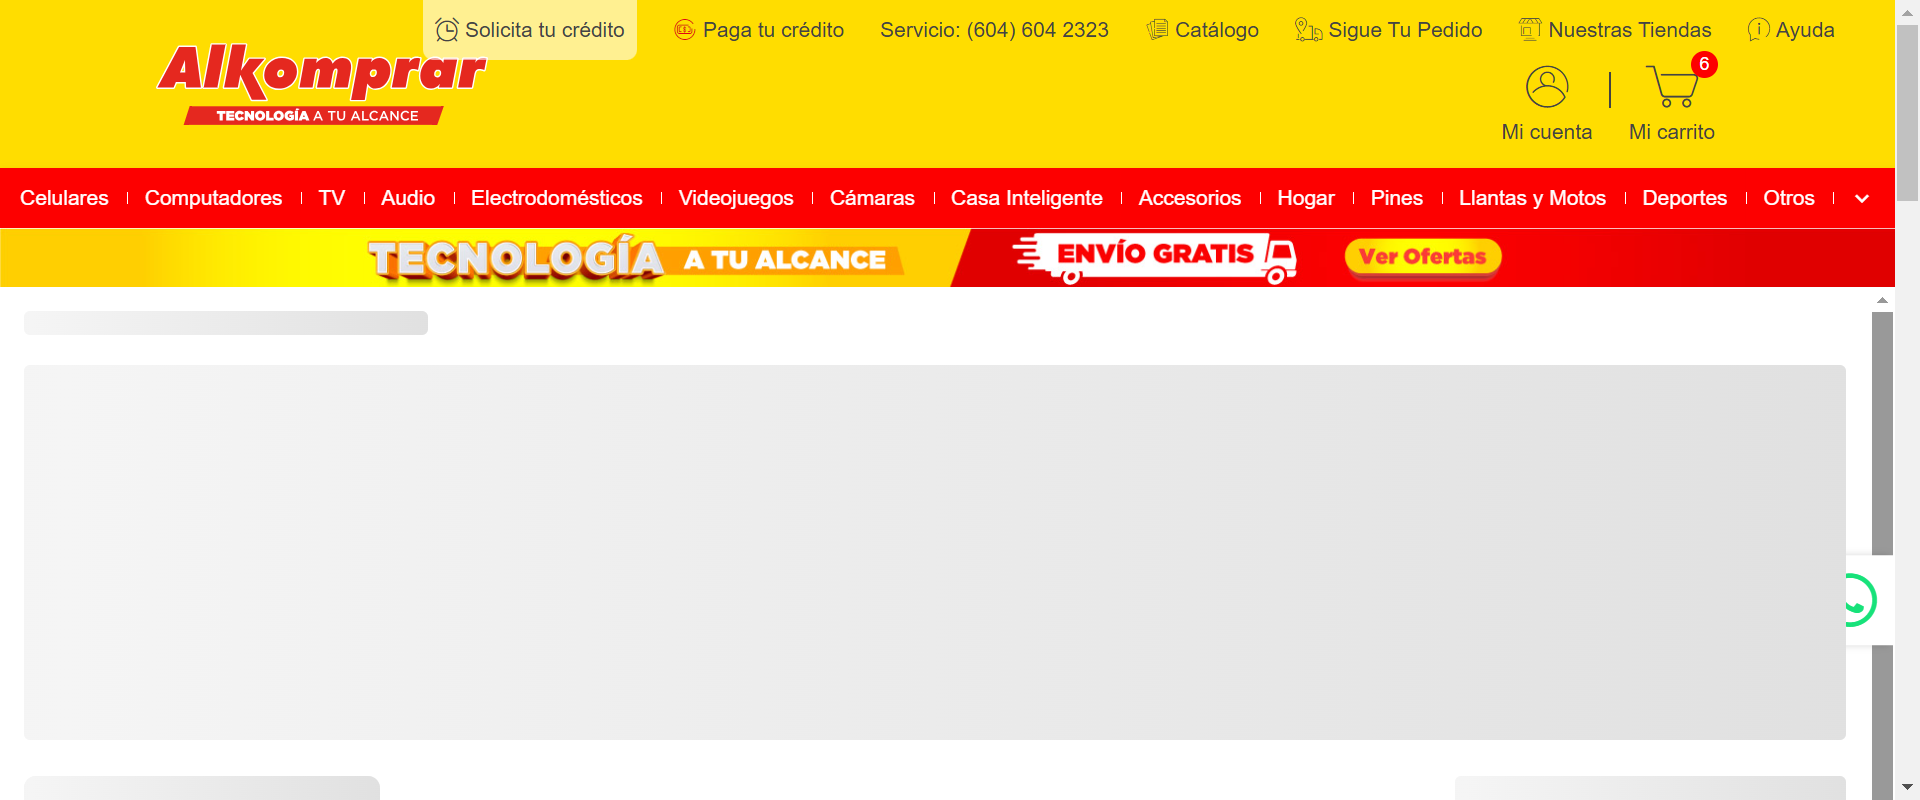 Solicita tu crédito
Paga tu crédito
Servicio: (604) 604 2323
Catálogo
Sigue Tu Pedido
Nuestras Tiendas
Ayuda
Alkomprar
TECNOLOGÍA A TU ALCANCE
6
Mi cuenta
Mi carrito
Celulares
Computadores
TV
Audio
Electrodomésticos
Videojuegos
Cámaras
Casa Inteligente
Accesorios
Hogar
Pines
Llantas y Motos
Deportes
Otros
TECNOLOGÍA A TU ALCANCE
ENVÍO GRATIS
Ver Ofertas